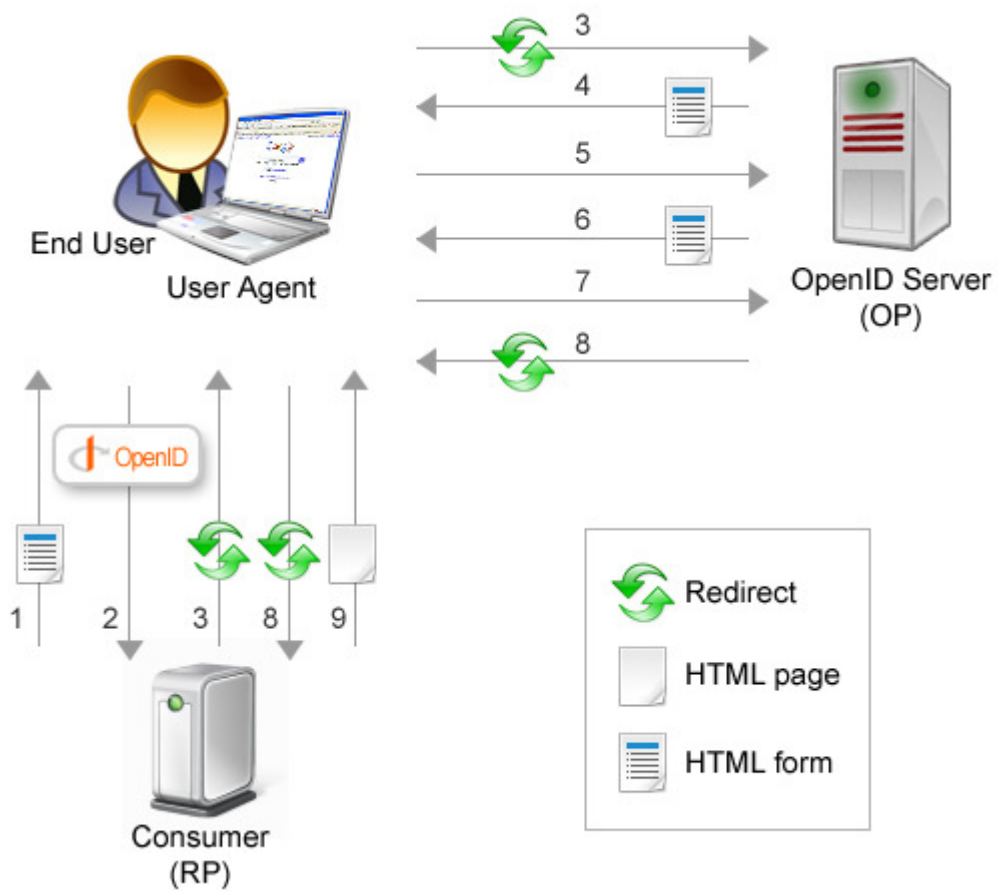 3
4
5
6
7
8
End User
User Agent
OpenID Server
(OP)
OpenID
1
2
3
8
9
Consumer
(RP)
Redirect
HTML page
HTML form